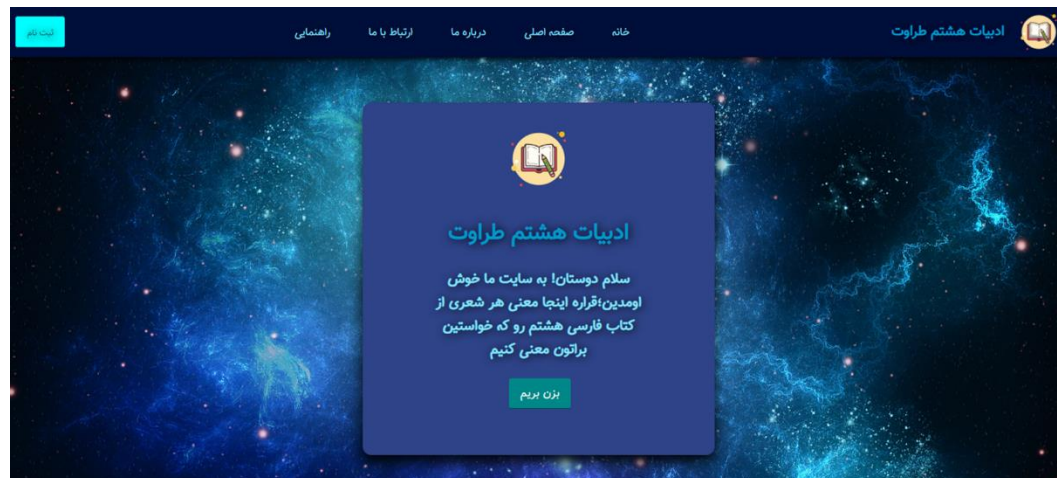 ادبیات هشتم طراوت
خانه صفحه اصلی درباره ما ارتباط با ما راهنمایی
ثبت نام
ادبیات هشتم طراوت
سلام دوستان! به سایت ما خوش
اومدین؛قراره اینجا معنی هر شعری از
کتاب فارسی هشتم رو که خواستین
براتون معنی کنیم
بزن بریم